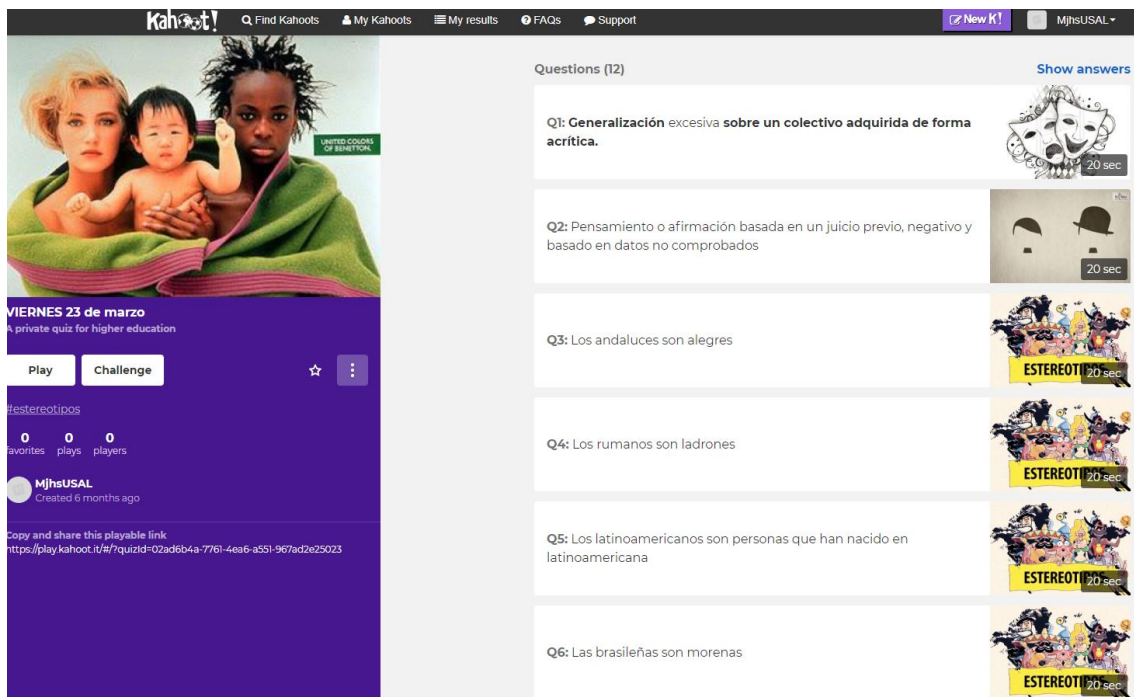 Kahoot!
Find Kahoots
My Kahoots
My results
FAQs
Support
New K!
MjhsUSAL
UNITED COLORS
OF BENETTON.
VIERNES 23 de marzo
A private quiz for higher education
Play
Challenge
#estereotipos
0 0 0
favorites plays players
MjhsUSAL
Created 6 months ago
Copy and share this playable link
https://play.kahoot.it/#/?quizId=02ad6b4a-7761-4ea6-a551-967ad2e25023
Questions (12)
Show answers
Q1: Generalización excesiva sobre un colectivo adquirida de forma
acrítica.
20 sec
Q2: Pensamiento o afirmación basada en un juicio previo, negativo y
basado en datos no comprobados
20 sec
Q3: Los andaluces son alegres
ESTEREOTIPOS
20 sec
Q4: Los rumanos son ladrones
ESTEREOTIPOS
20 sec
Q5: Los latinoamericanos son personas que han nacido en
latinoamericana
ESTEREOTIPOS
20 sec
Q6: Las brasileñas son morenas
ESTEREOTIPOS
20 sec